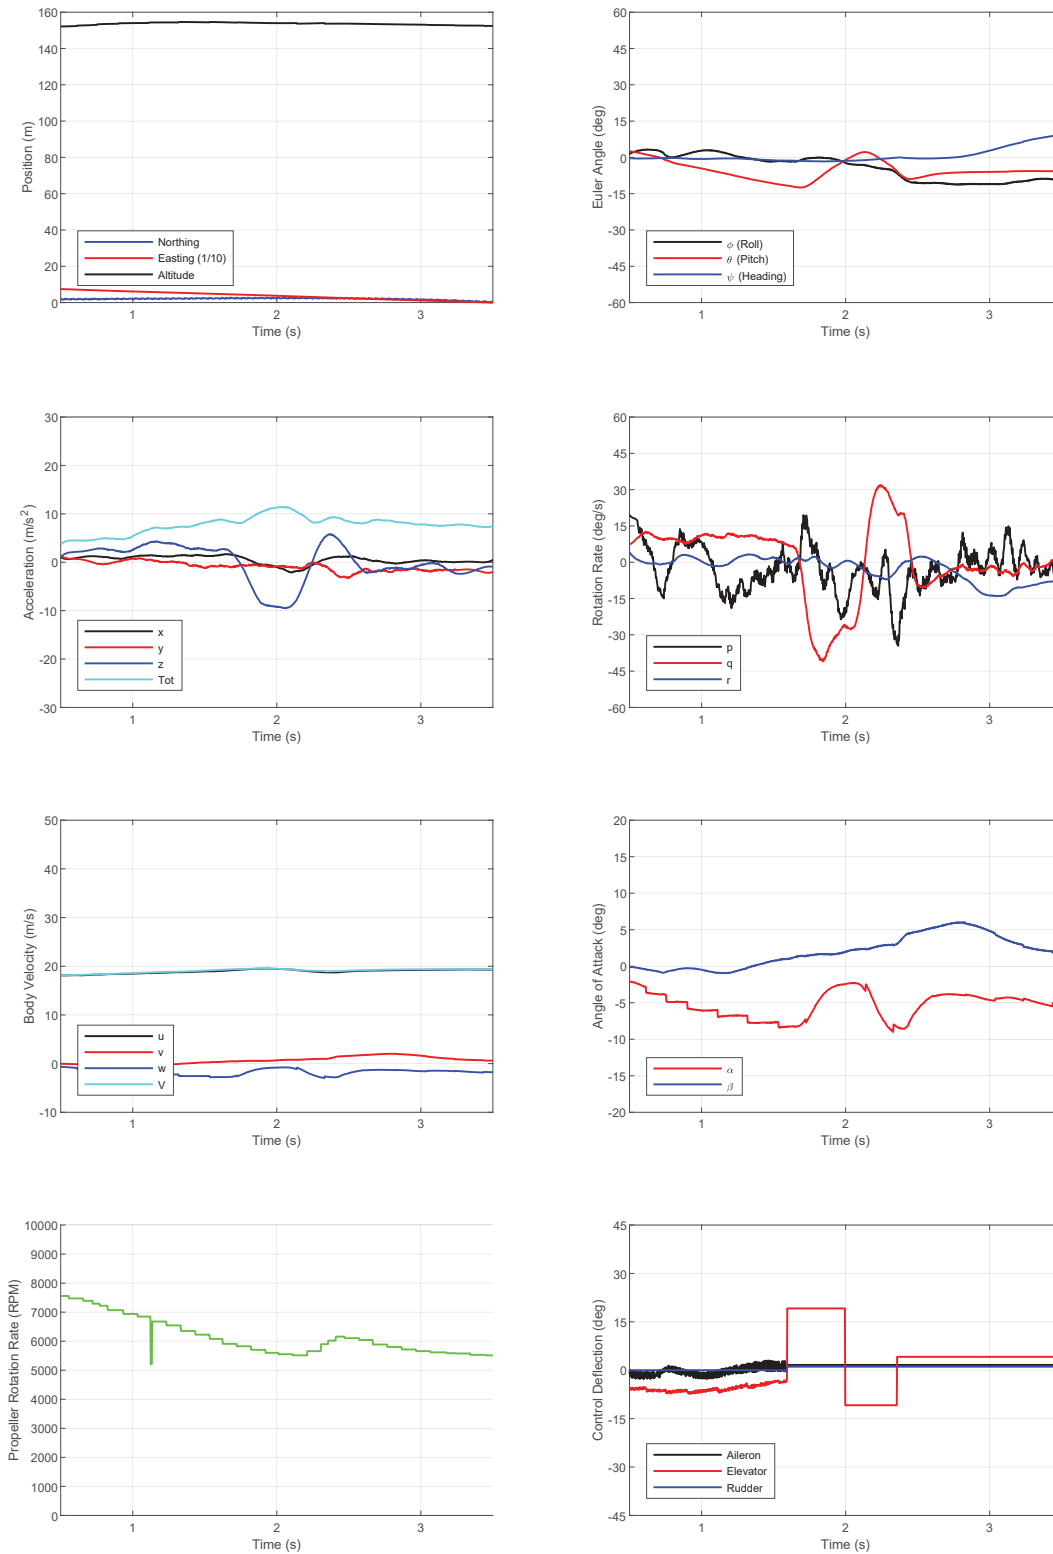 160
140
120
100
80
60
40
20
0
Position (m)
Northing
Easting (1/10)
Altitude
1 2 3
Time (s)
60
45
30
15
0
-15
-30
-45
-60
Euler Angle (deg)
ϕ (Roll)
θ (Pitch)
ψ (Heading)
1 2 3
Time (s)
30
20
10
0
-10
-20
-30
Acceleration (m/s²)
x
y
z
Tot
1 2 3
Time (s)
60
45
30
15
0
-15
-30
-45
-60
Rotation Rate (deg/s)
p
q
r
1 2 3
Time (s)
50
40
30
20
10
0
-10
Body Velocity (m/s)
u
v
w
V
1 2 3
Time (s)
20
15
10
5
0
-5
-10
-15
-20
Angle of Attack (deg)
α
β
1 2 3
Time (s)
10000
9000
8000
7000
6000
5000
4000
3000
2000
1000
0
Propeller Rotation Rate (RPM)
1 2 3
Time (s)
45
30
15
0
-15
-30
-45
Control Deflection (deg)
Aileron
Elevator
Rudder
1 2 3
Time (s)